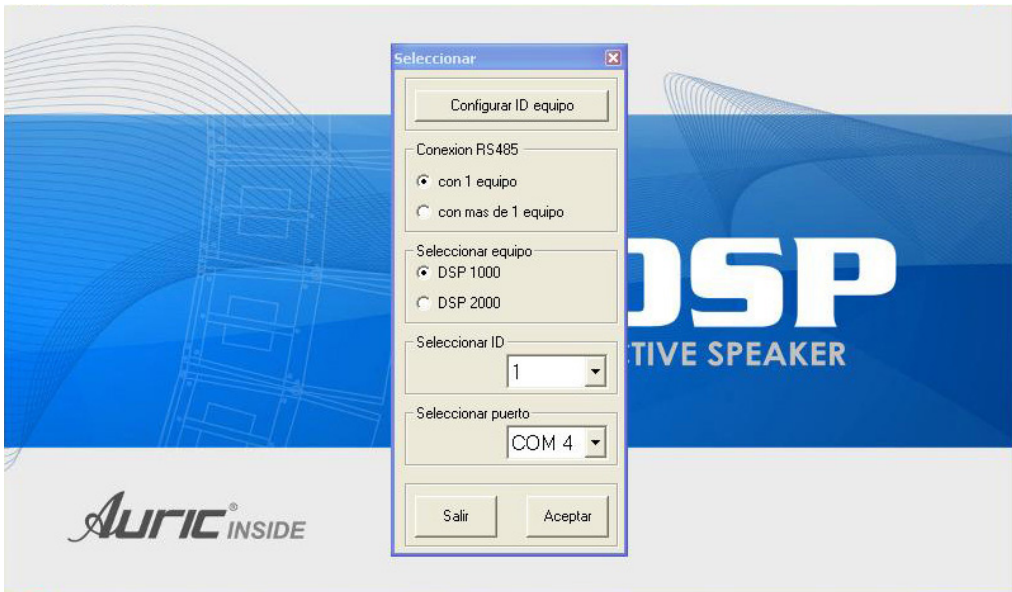 Seleccionar
Configurar ID equipo
Conexion RS485
con 1 equipo
con mas de 1 equipo
Seleccionar equipo
DSP 1000
DSP 2000
Seleccionar ID
1
Seleccionar puerto
COM 4
Salir
Aceptar
DSP
TIVE SPEAKER
AURIC® INSIDE